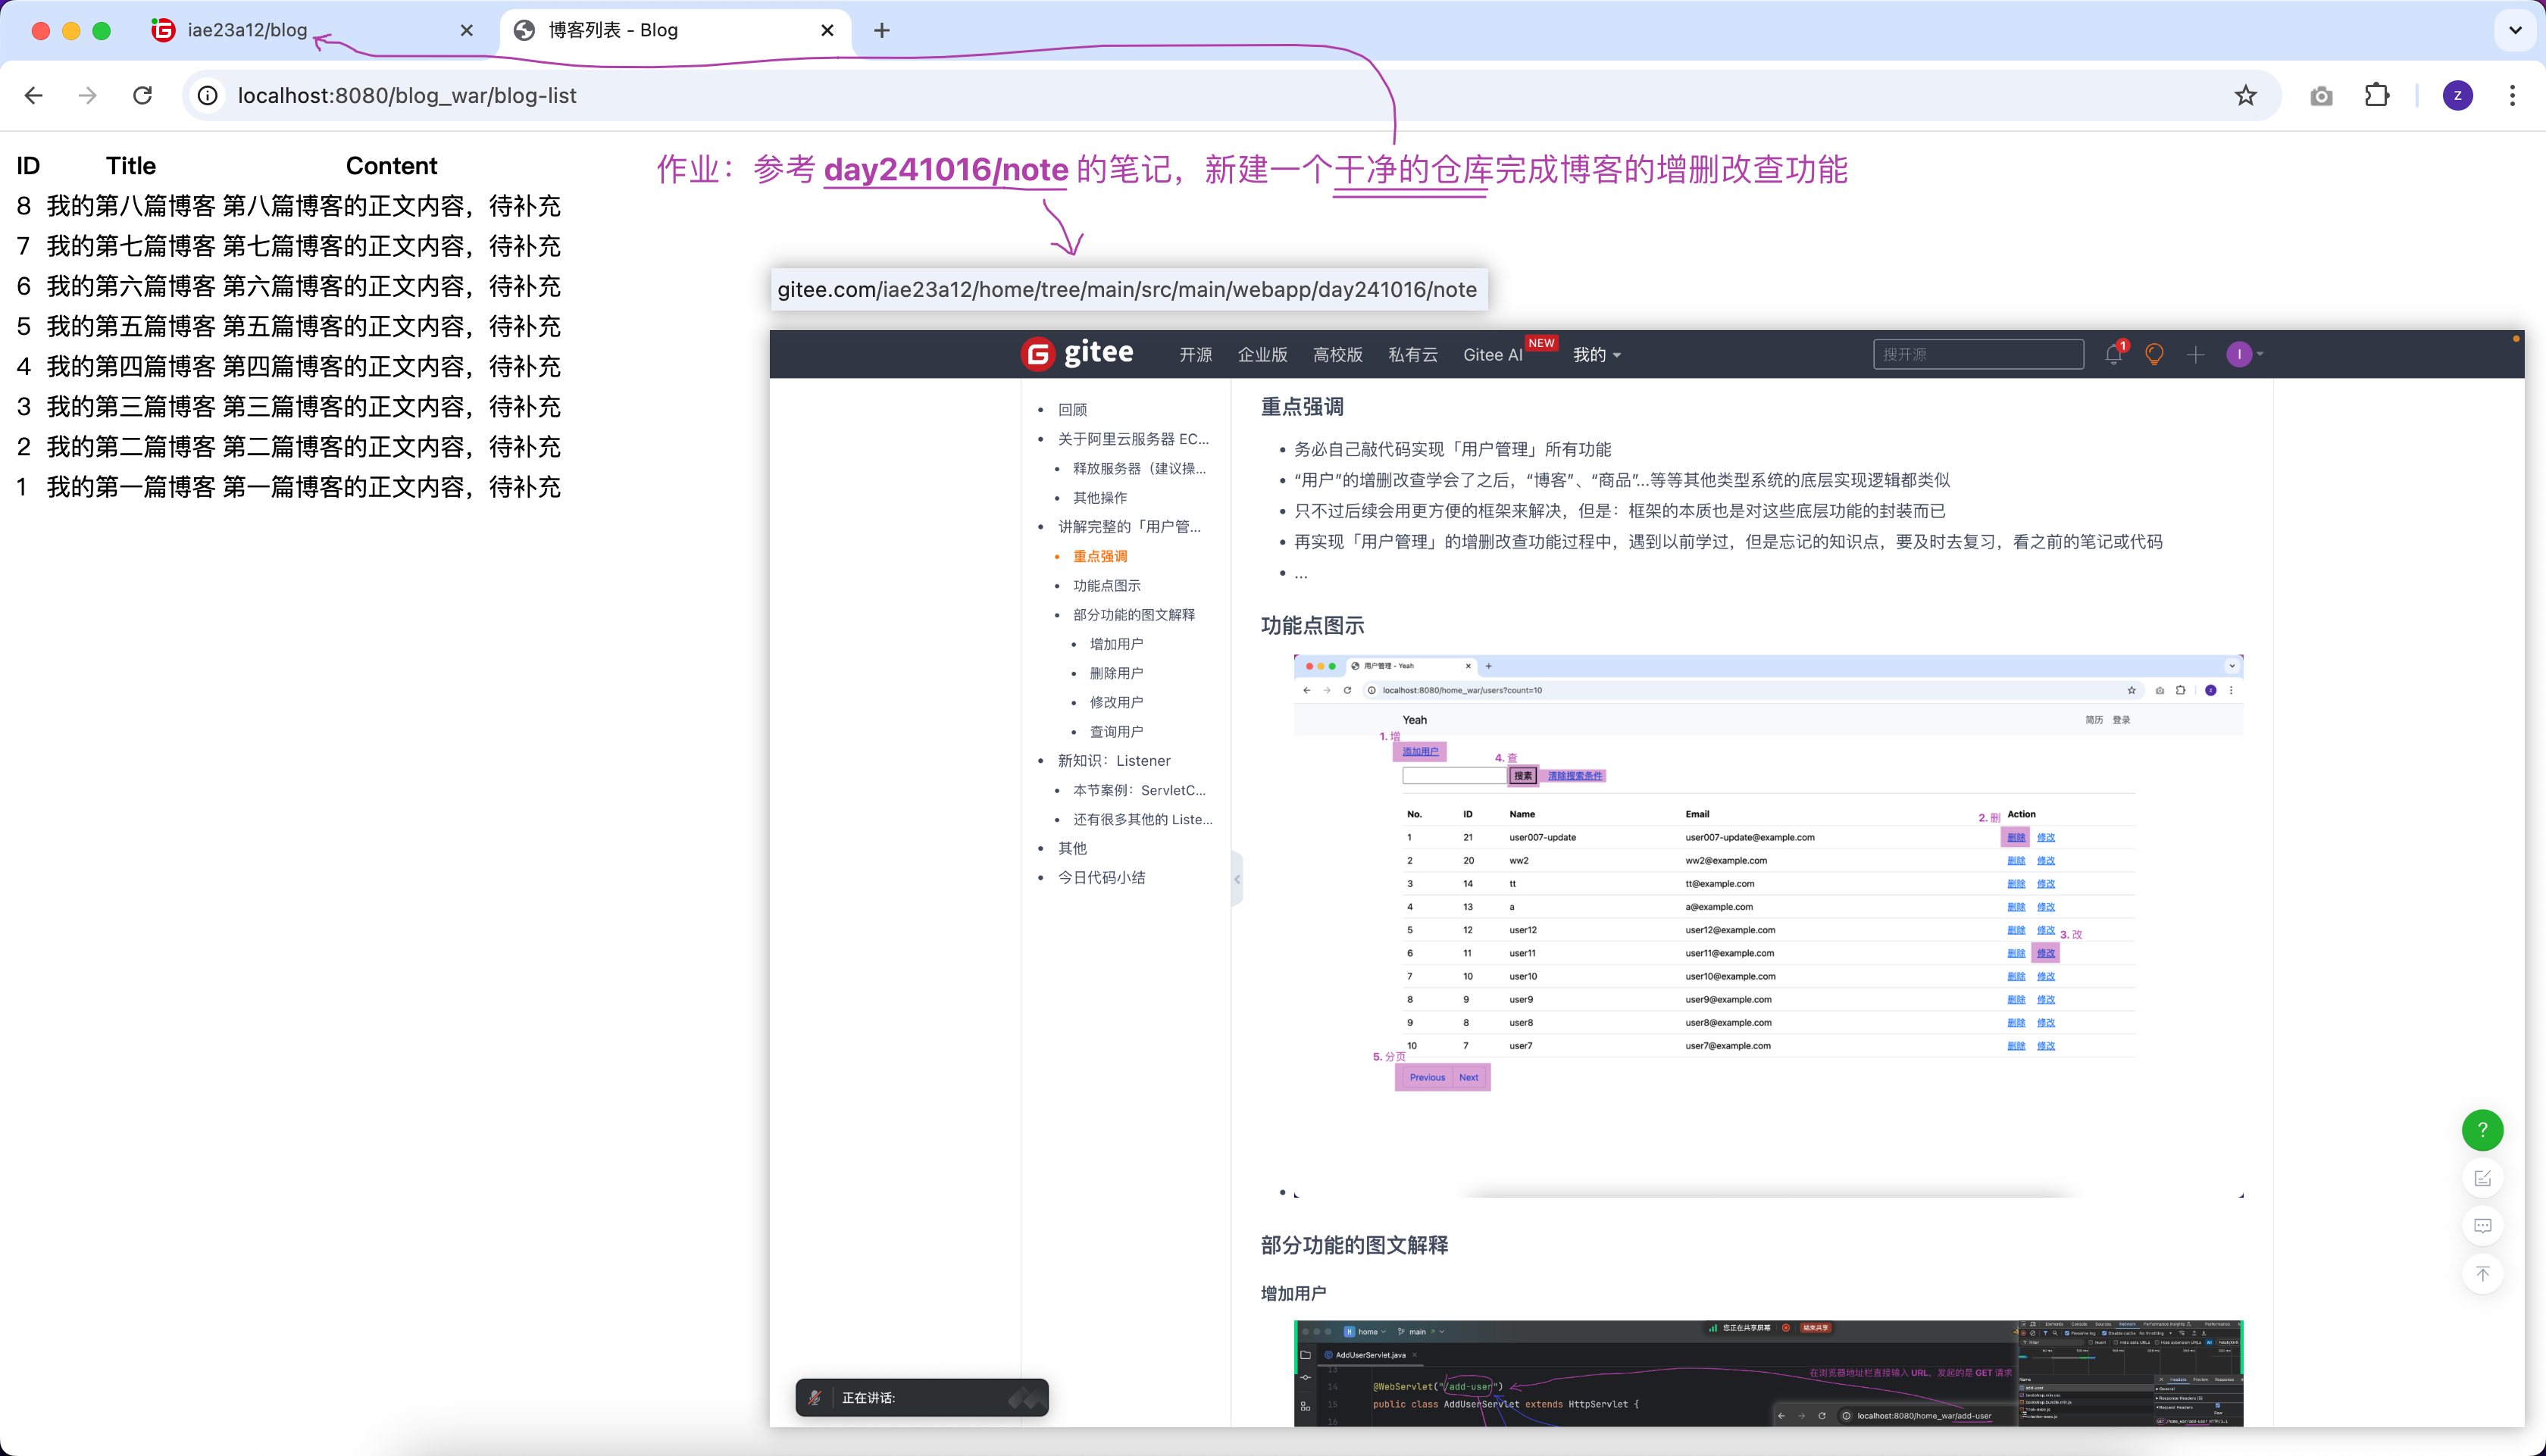 iae23a12/blog
博客列表 - Blog
localhost:8080/blog_war/blog-list
Z
作业：参考 day241016/note 的笔记，新建一个干净的仓库完成博客的增删改查功能
ID Title Content
8 我的第八篇博客 第八篇博客的正文内容，待补充
7 我的第七篇博客 第七篇博客的正文内容，待补充
6 我的第六篇博客 第六篇博客的正文内容，待补充
5 我的第五篇博客 第五篇博客的正文内容，待补充
4 我的第四篇博客 第四篇博客的正文内容，待补充
3 我的第三篇博客 第三篇博客的正文内容，待补充
2 我的第二篇博客 第二篇博客的正文内容，待补充
1 我的第一篇博客 第一篇博客的正文内容，待补充
gitee.com/iae23a12/home/tree/main/src/main/webapp/day241016/note
gitee 开源 企业版 高校版 私有云 Gitee AI NEW 我的 搜开源 1 I
回顾
关于阿里云服务器 EC...
释放服务器（建议操...
其他操作
讲解完整的「用户管...
重点强调
功能点图示
部分功能的图文解释
增加用户
删除用户
修改用户
查询用户
新知识：Listener
本节案例：ServletC...
还有很多其他的 Liste...
其他
今日代码小结
重点强调
务必自己敲代码实现「用户管理」所有功能
“用户”的增删改查学会了之后，“博客”、“商品”...等等其他类型系统的底层实现逻辑都类似
只不过后续会用更方便的框架来解决，但是：框架的本质也是对这些底层功能的封装而已
再实现「用户管理」的增删改查功能过程中，遇到以前学过，但是忘记的知识点，要及时去复习，看之前的笔记或代码
...
功能点图示
用户管理 - Yeah
localhost:8080/home_war/users?count=10
Yeah 简历 登录
1. 增
添加用户
4. 查
搜素 清除搜索条件
No. ID Name Email 2. 删 Action
1 21 user007-update user007-update@example.com 删除 修改
2 20 ww2 ww2@example.com 删除 修改
3 14 tt tt@example.com 删除 修改
4 13 a a@example.com 删除 修改
5 12 user12 user12@example.com 删除 修改
3. 改
6 11 user11 user11@example.com 删除 修改
7 10 user10 user10@example.com 删除 修改
8 9 user9 user9@example.com 删除 修改
9 8 user8 user8@example.com 删除 修改
10 7 user7 user7@example.com 删除 修改
5. 分页
Previous Next
部分功能的图文解释
增加用户
home main 您正在共享屏幕 结束共享
AddUserServlet.java
在浏览器地址栏直接输入 URL，发起的是 GET 请求
14 @WebServlet("/add-user")
15 public class AddUserServlet extends HttpServlet {
16
localhost:8080/home_war/add-user
正在讲话:
?